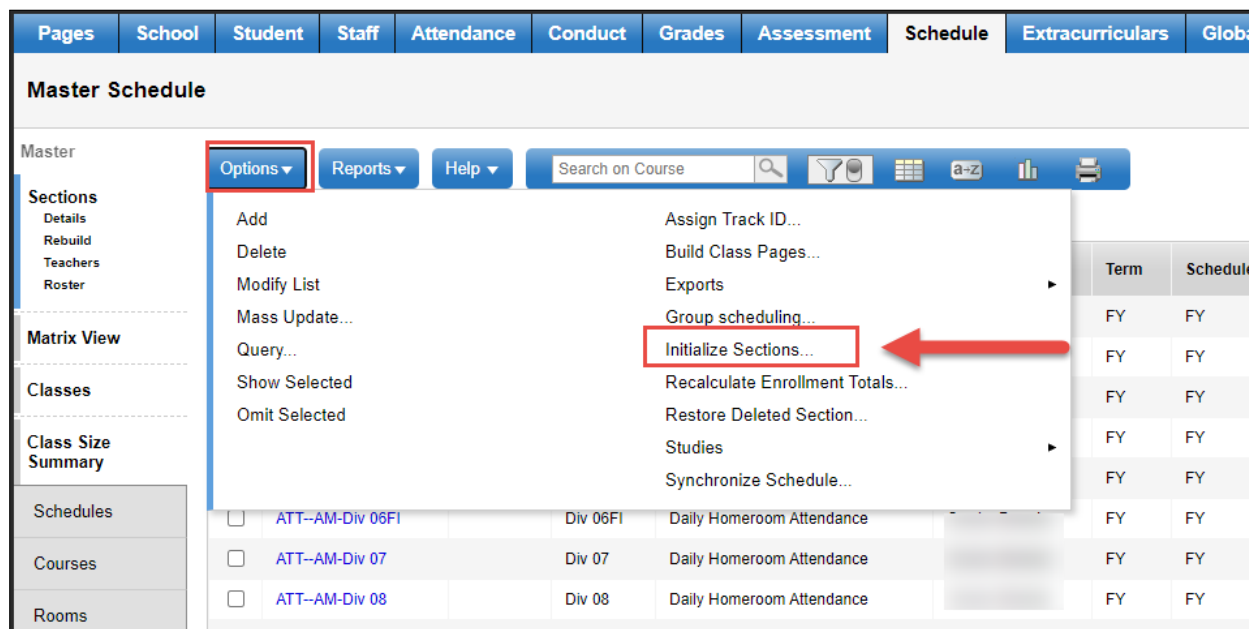 Pages School Student Staff Attendance Conduct Grades Assessment Schedule Extracurriculars Globa
Master Schedule
Master
Options Reports Help Search on Course a-z
Sections
Details
Rebuild
Teachers
Roster
Matrix View
Classes
Class Size
Summary
Schedules
Courses
Rooms
Add
Delete
Modify List
Mass Update...
Query...
Show Selected
Omit Selected
Assign Track ID...
Build Class Pages...
Exports
Group scheduling...
Initialize Sections...
Recalculate Enrollment Totals...
Restore Deleted Section...
Studies
Synchronize Schedule...
Term Schedule
FY FY
FY FY
FY FY
FY FY
FY FY
ATT--AM-Div 06FI Div 06FI Daily Homeroom Attendance FY FY
ATT--AM-Div 07 Div 07 Daily Homeroom Attendance FY FY
ATT--AM-Div 08 Div 08 Daily Homeroom Attendance FY FY